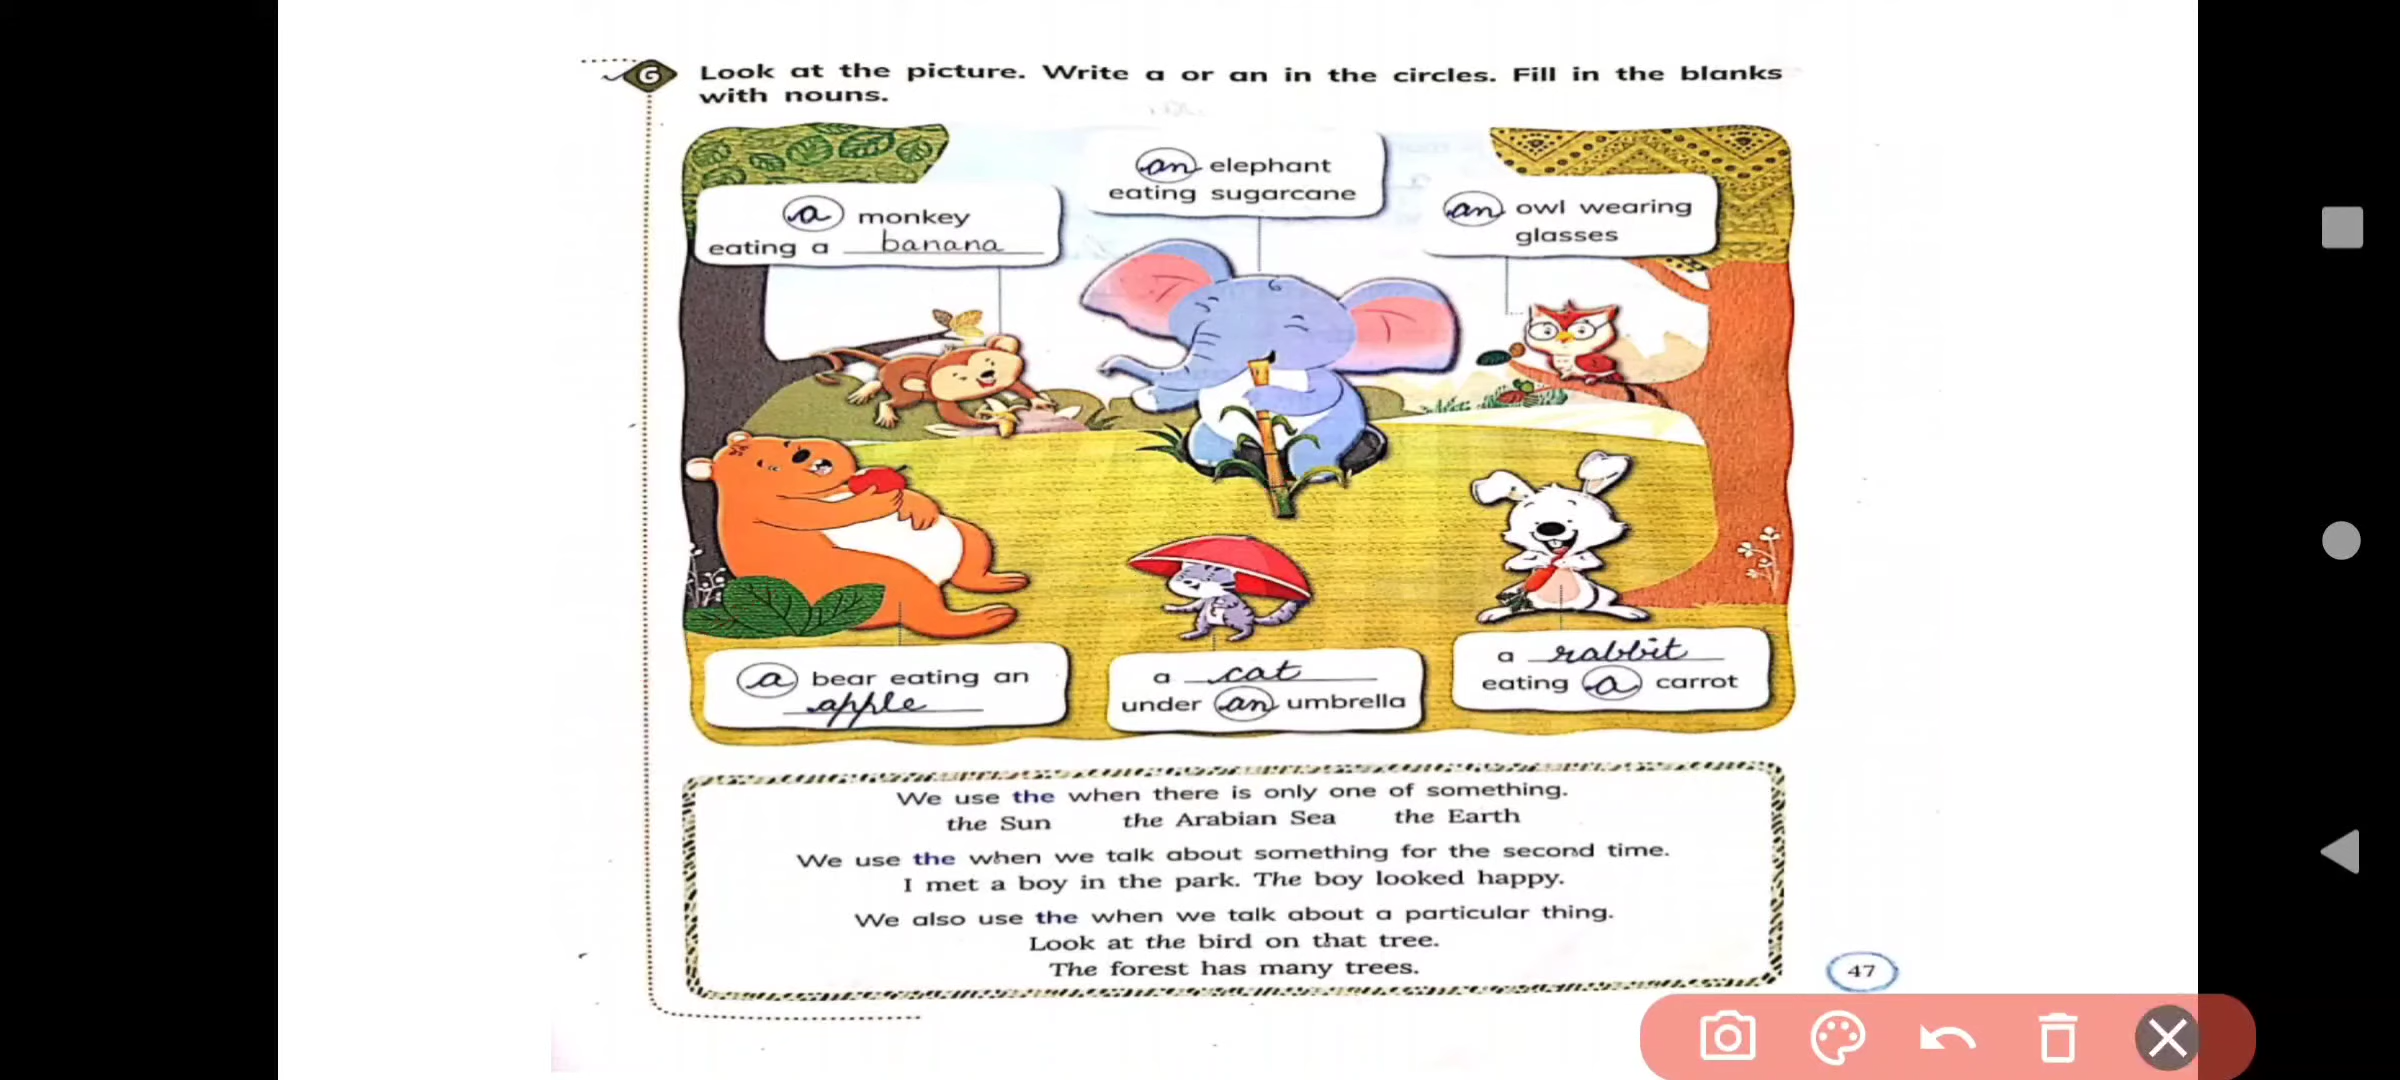 G Look at the picture. Write a or an in the circles. Fill in the blanks
with nouns.
an elephant
eating sugarcane
a monkey
eating a banana
an owl wearing
glasses
a bear eating an
apple
a cat
under an umbrella
a rabbit
eating a carrot
We use the when there is only one of something.
the Sun the Arabian Sea the Earth
We use the when we talk about something for the second time.
I met a boy in the park. The boy looked happy.
We also use the when we talk about a particular thing.
Look at the bird on that tree.
The forest has many trees.
47